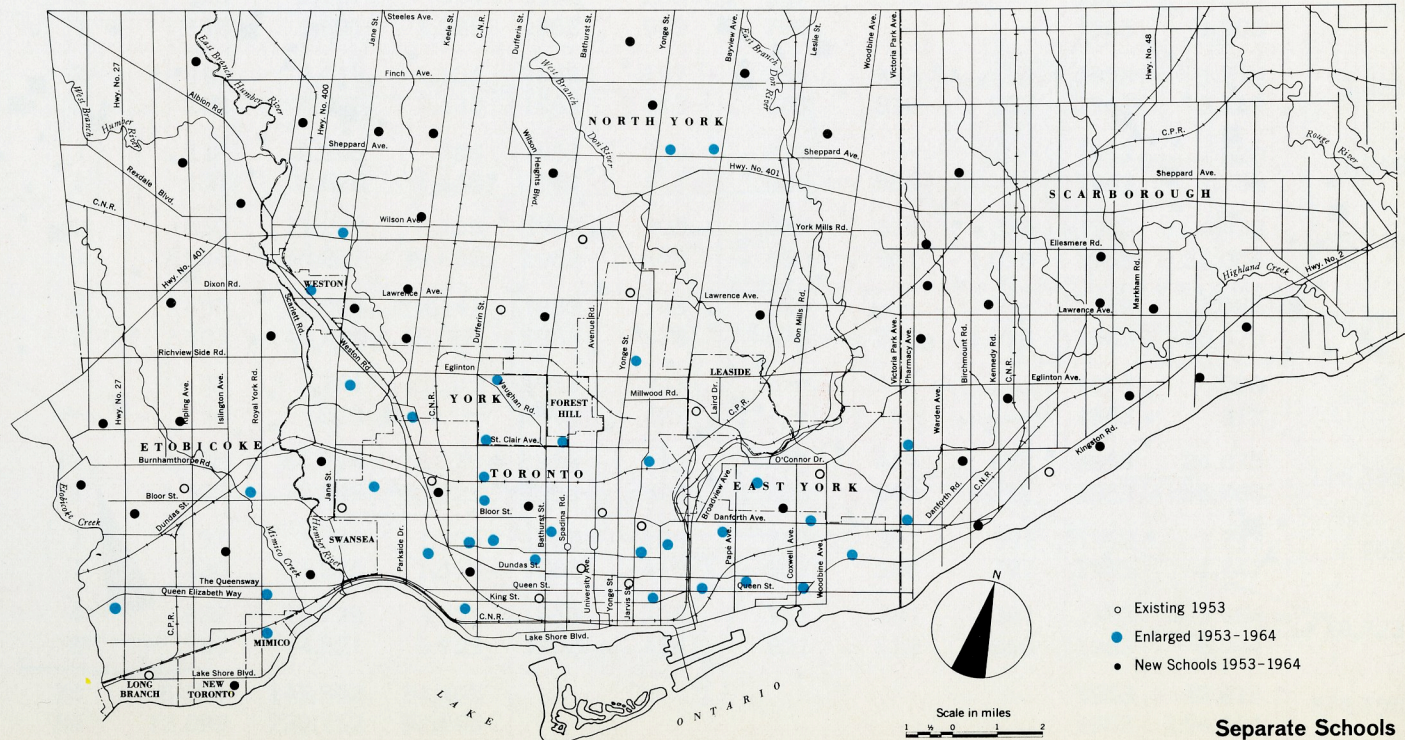 Steeles Ave.
Jane St.
Keele St.
C.N.R.
Dufferin St.
Bathurst St.
Yonge St.
Bayview Ave.
East Branch Don River
Leslie St.
Woodbine Ave.
Victoria Park Ave.
Hwy. No. 48
West Branch Humber River
Hwy. No. 27
East Branch Humber River
Albion Rd.
Hwy. No. 400
Finch Ave.
West Branch Don River
NORTH YORK
C.P.R.
Rouge River
Sheppard Ave.
Wilson Heights Blvd.
Hwy. No. 401
Sheppard Ave.
Sheppard Ave.
Rexdale Blvd.
SCARBOROUGH
C.N.R.
Wilson Ave.
York Mills Rd.
Ellesmere Rd.
Hwy. No. 401
Markham Rd.
Highland Creek
Hwy. No. 2
Dixon Rd.
WESTON
Scarlett Rd.
Lawrence Ave.
Dufferin St.
Avenue Rd.
Lawrence Ave.
Don Mills Rd.
Lawrence Ave.
Weston Rd.
Yonge St.
Victoria Park Ave.
Pharmacy Ave.
Birchmount Rd.
Kennedy Rd.
C.N.R.
Richview Side Rd.
Eglinton
LEASIDE
Eglinton Ave.
Hwy. No. 27
Kipling Ave.
Islington Ave.
Royal York Rd.
C.N.R.
YORK
Vaughan Rd.
FOREST HILL
Millwood Rd.
Laird Dr.
C.P.R.
Warden Ave.
ETOBICOKE
St. Clair Ave.
Kingston Rd.
Burnhamthorpe Rd.
TORONTO
O'Connor Dr.
EAST YORK
Etobicoke Creek
Bloor St.
Dundas St.
Jane St.
Bloor St.
Bathurst St.
Spadina Rd.
Broadview Ave.
Danforth Ave.
Danforth Rd.
C.N.R.
SWANSEA
Humber River
Mimico Creek
Parkside Dr.
Pape Ave.
Coxwell Ave.
Woodbine Ave.
Dundas St.
The Queensway
Queen St.
University Ave.
Yonge St.
Jarvis St.
Queen St.
Queen Elizabeth Way
King St.
C.P.R.
C.N.R.
MIMICO
Lake Shore Blvd.
Lake Shore Blvd.
LONG BRANCH
NEW TORONTO
LAKE ONTARIO
N
Existing 1953
Enlarged 1953-1964
New Schools 1953-1964
Scale in miles
1 ½ 0 1 2
Separate Schools